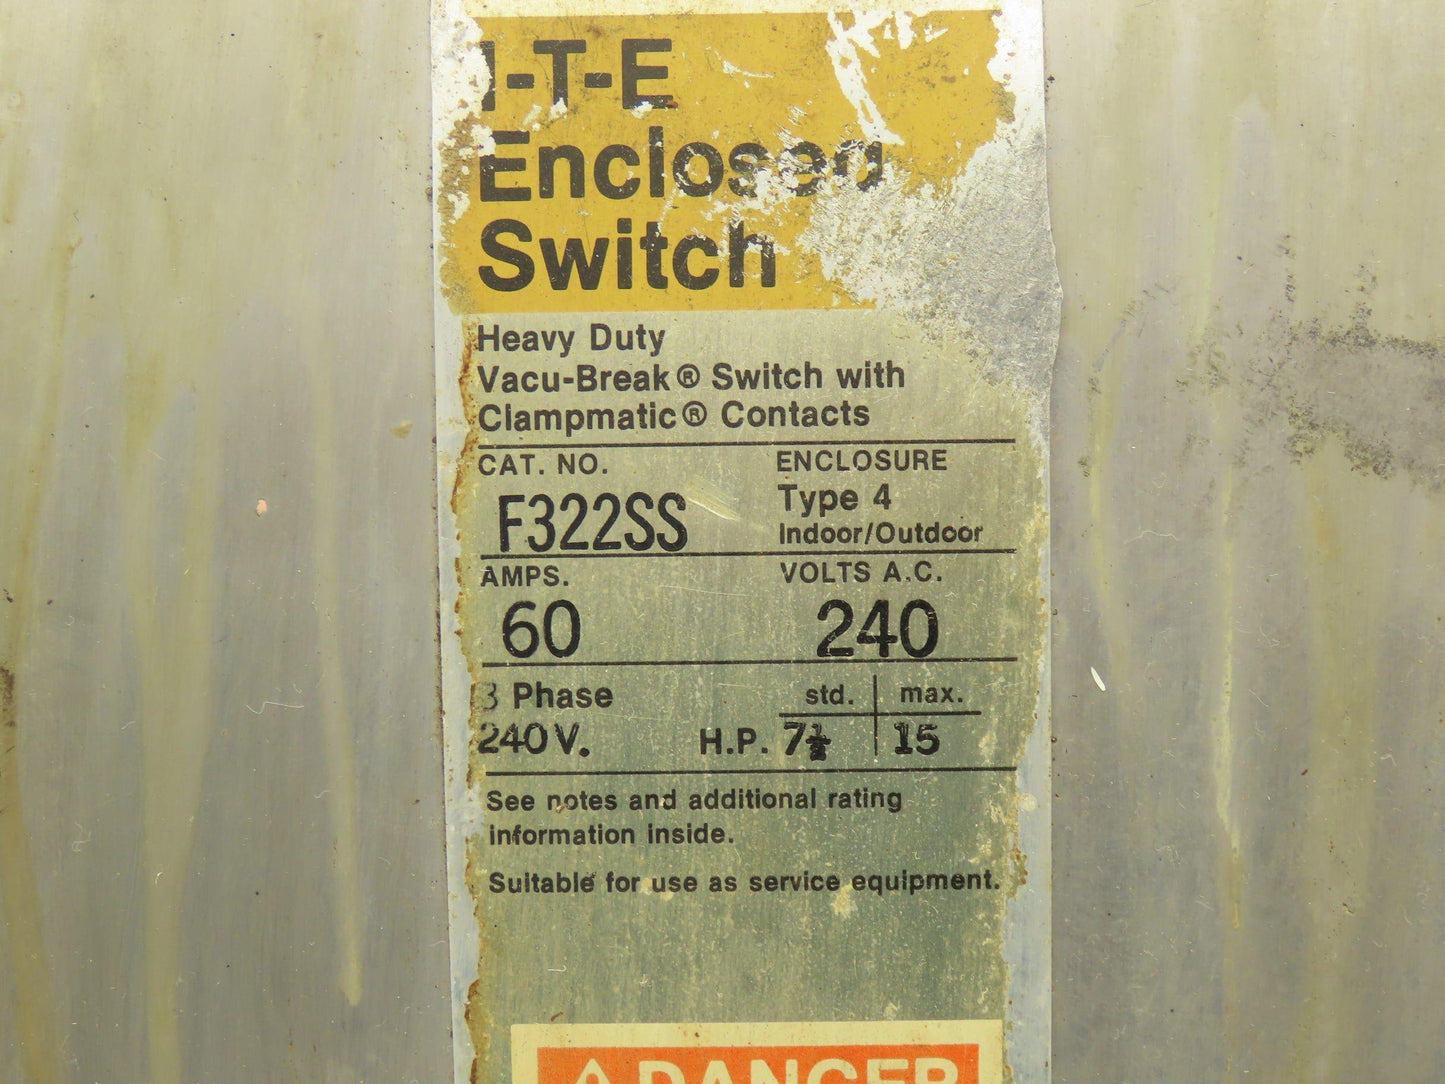 I-T-E
Enclosed
Switch
Heavy Duty
Vacu-Break® Switch with
Clampmatic® Contacts
CAT. NO. ENCLOSURE
F322SS Type 4
Indoor/Outdoor
AMPS. VOLTS A.C.
60 240
3 Phase std. max.
240V. H.P. 7½ 15
See notes and additional rating
information inside.
Suitable for use as service equipment.
⚠ DANGER